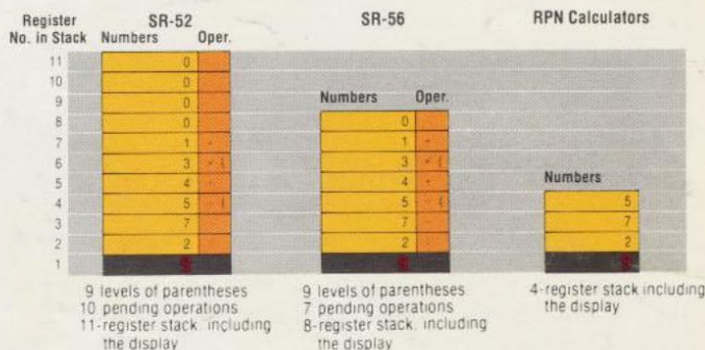 Register
No. in Stack
SR-52
Numbers Oper.
SR-56
RPN Calculators
11
10
9
8
7
6
5
4
3
2
1
0
0
0
0
1 +
3 × (
4 +
5 - (
7
2
Numbers Oper.
0
1 +
3 × (
4 +
5 - (
7
2
Numbers
5
7
2
9 levels of parentheses
10 pending operations
11-register stack including
the display
9 levels of parentheses
7 pending operations
8-register stack, including
the display
4-register stack including
the display